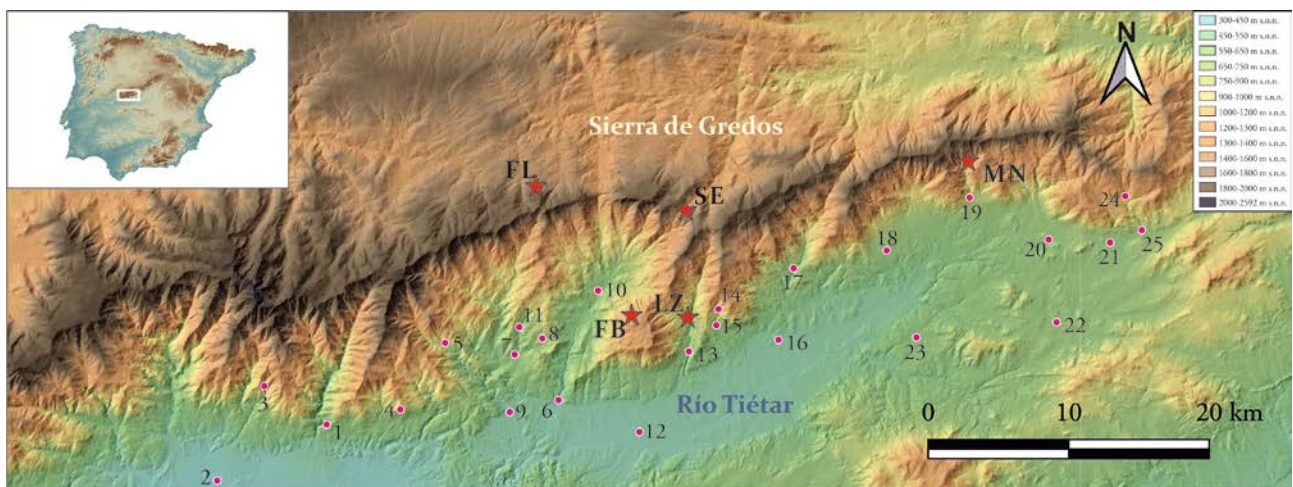 300-450 m s.n.n.
450-550 m s.n.n.
550-650 m s.n.n.
650-750 m s.n.n.
750-900 m s.n.n.
900-1000 m s.n.n.
1000-1200 m s.n.n.
1200-1300 m s.n.n.
1300-1400 m s.n.n.
1400-1600 m s.n.n.
1600-1800 m s.n.n.
1800-2000 m s.n.n.
2000-2592 m s.n.n.
N
Sierra de Gredos
FL
SE
MN
24
19
25
18
20
21
17
10
LZ
14
FB
11
15
22
8
5
16
23
7
13
3
Río Tiétar
0 10 20 km
6
4
9
1
12
2